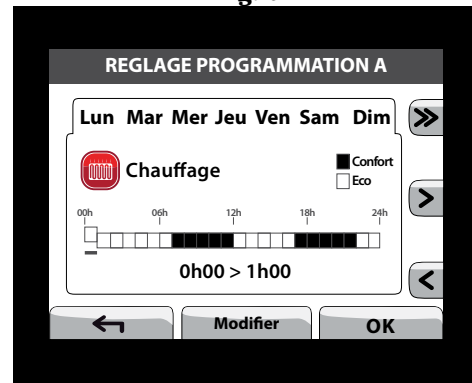 REGLAGE PROGRAMMATION A
Lun Mar Mer Jeu Ven Sam Dim
Chauffage
Confort
Eco
00h 06h 12h 18h 24h
0h00 > 1h00
Modifier OK